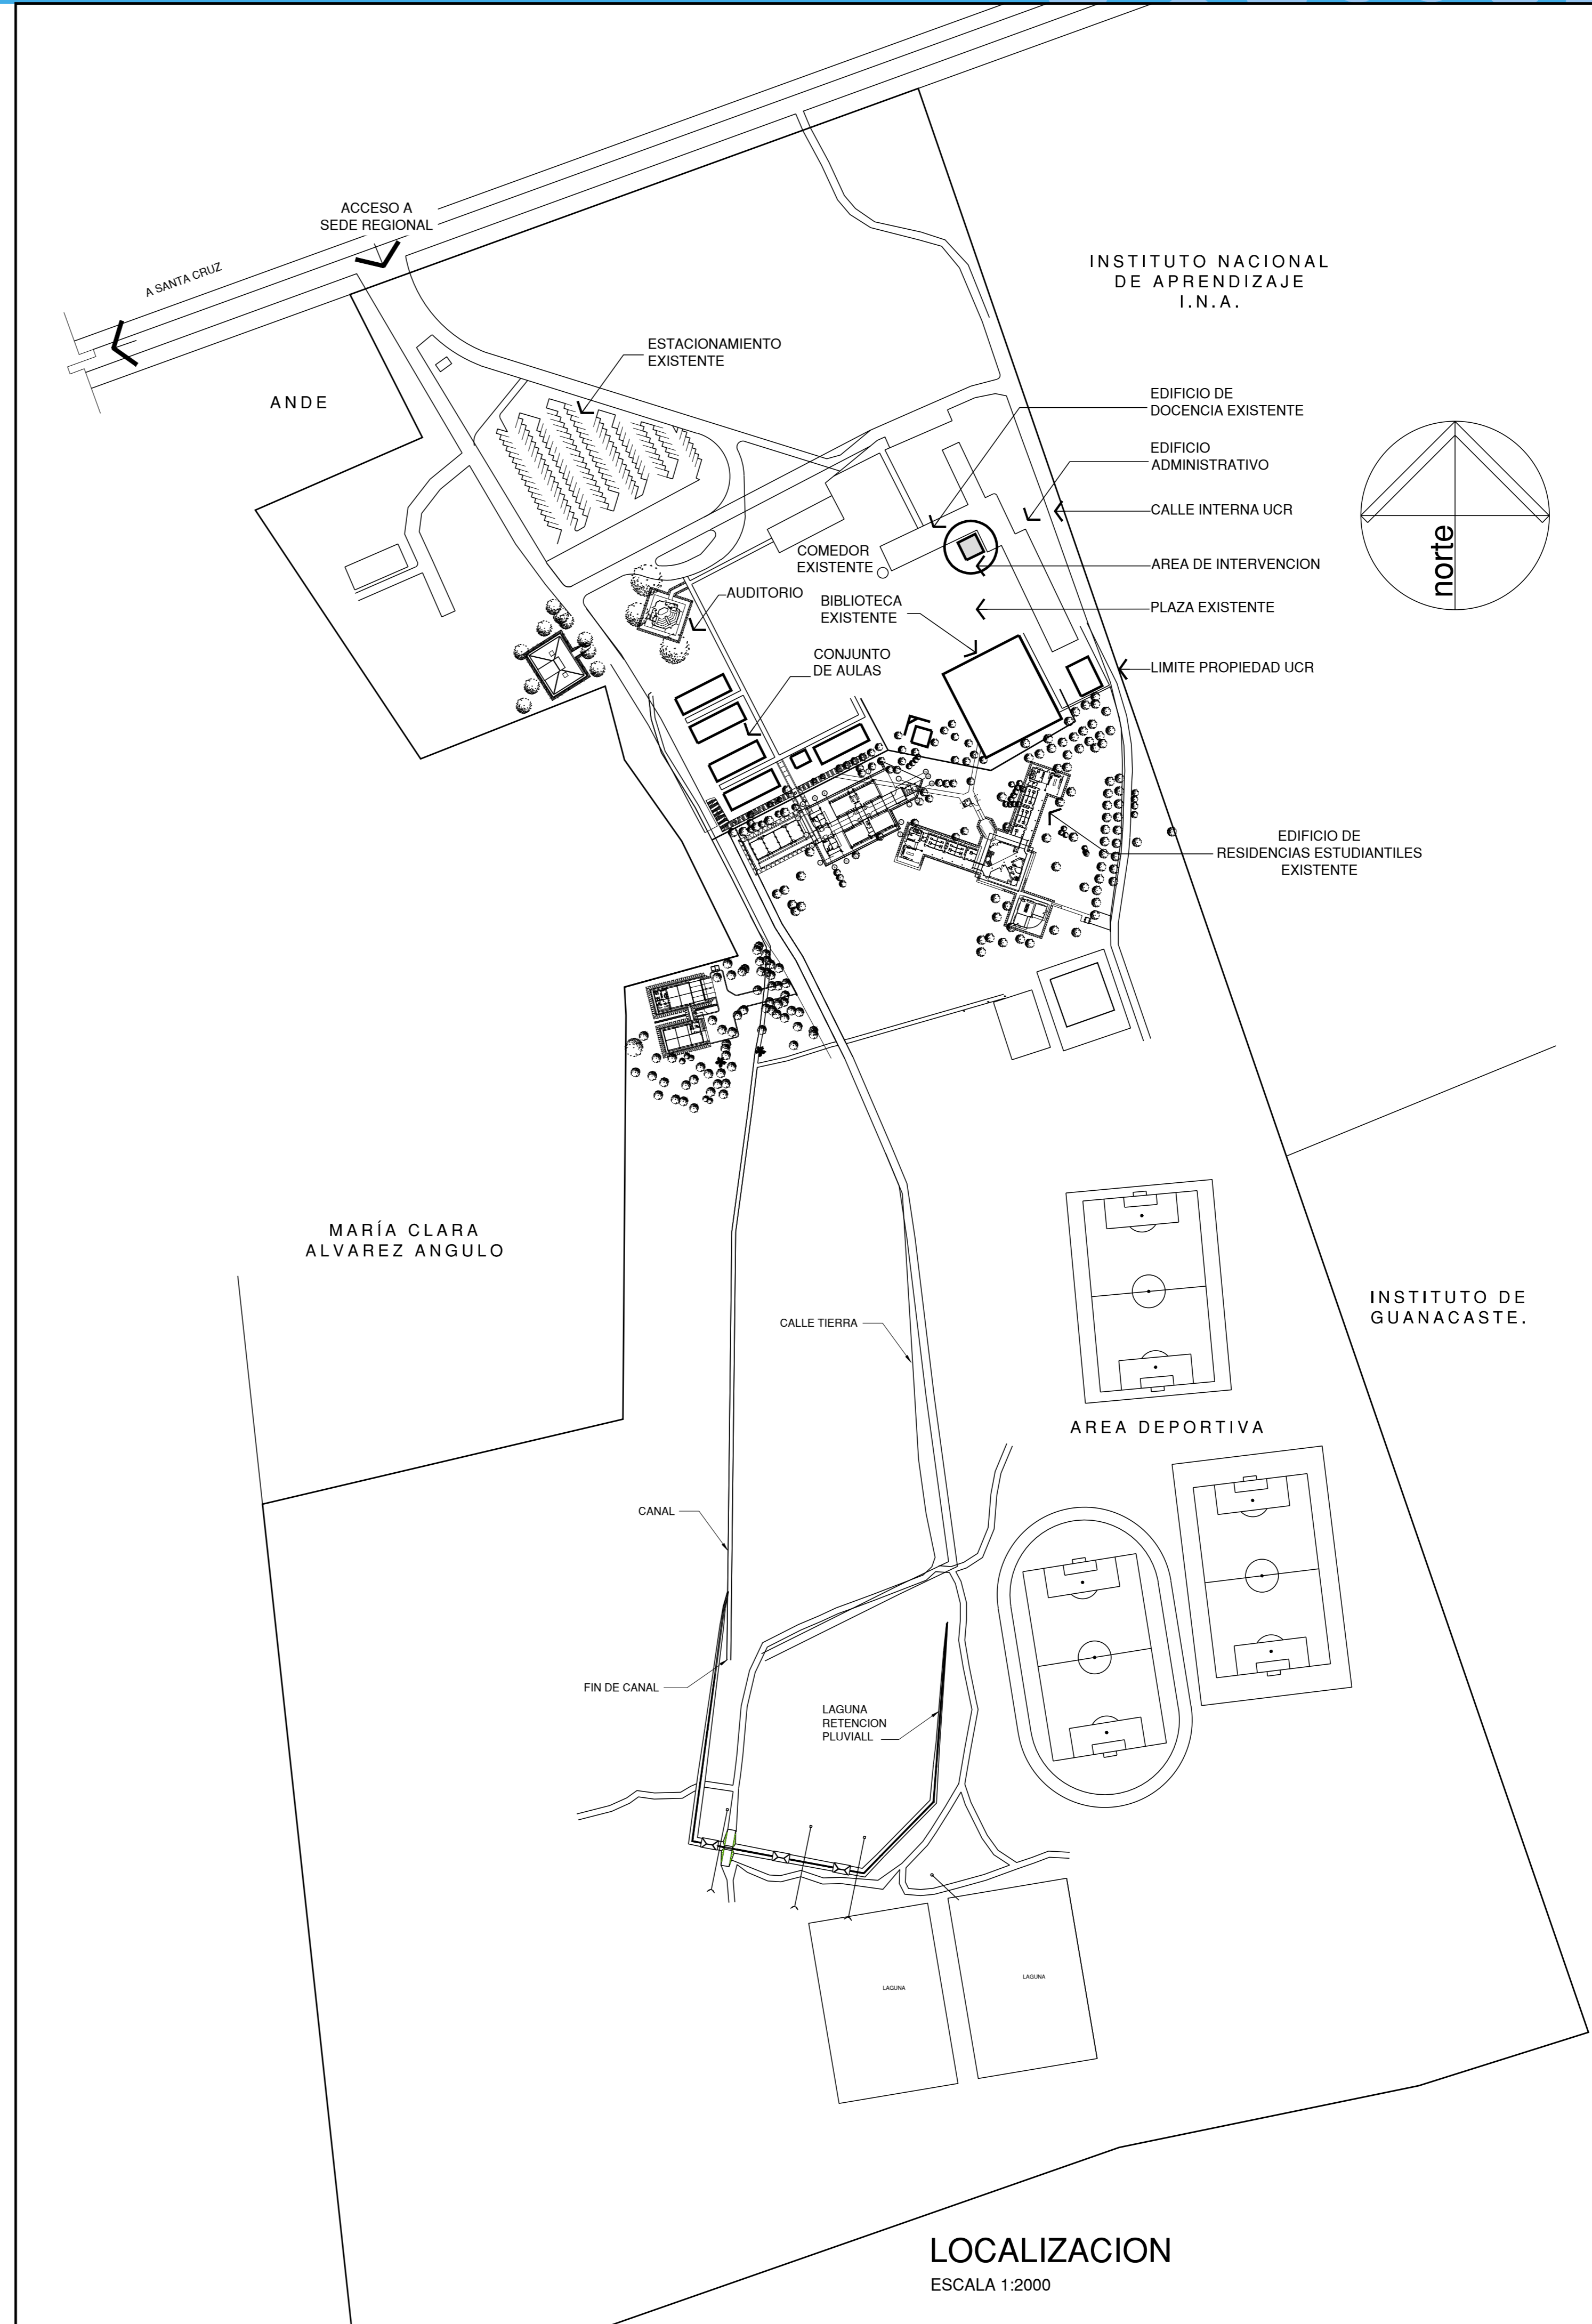 ACCESO A
SEDE REGIONAL
A SANTA CRUZ
INSTITUTO NACIONAL
DE APRENDIZAJE
I.N.A.
ESTACIONAMIENTO
EXISTENTE
ANDE
EDIFICIO DE
DOCENCIA EXISTENTE
EDIFICIO
ADMINISTRATIVO
CALLE INTERNA UCR
norte
COMEDOR
EXISTENTE
AREA DE INTERVENCION
AUDITORIO
BIBLIOTECA
EXISTENTE
PLAZA EXISTENTE
CONJUNTO
DE AULAS
LIMITE PROPIEDAD UCR
EDIFICIO DE
RESIDENCIAS ESTUDIANTILES
EXISTENTE
MARÍA CLARA
ALVAREZ ANGULO
INSTITUTO DE
GUANACASTE.
CALLE TIERRA
AREA DEPORTIVA
CANAL
FIN DE CANAL
LAGUNA
RETENCION
PLUVIALL
LAGUNA
LAGUNA
LOCALIZACION
ESCALA 1:2000